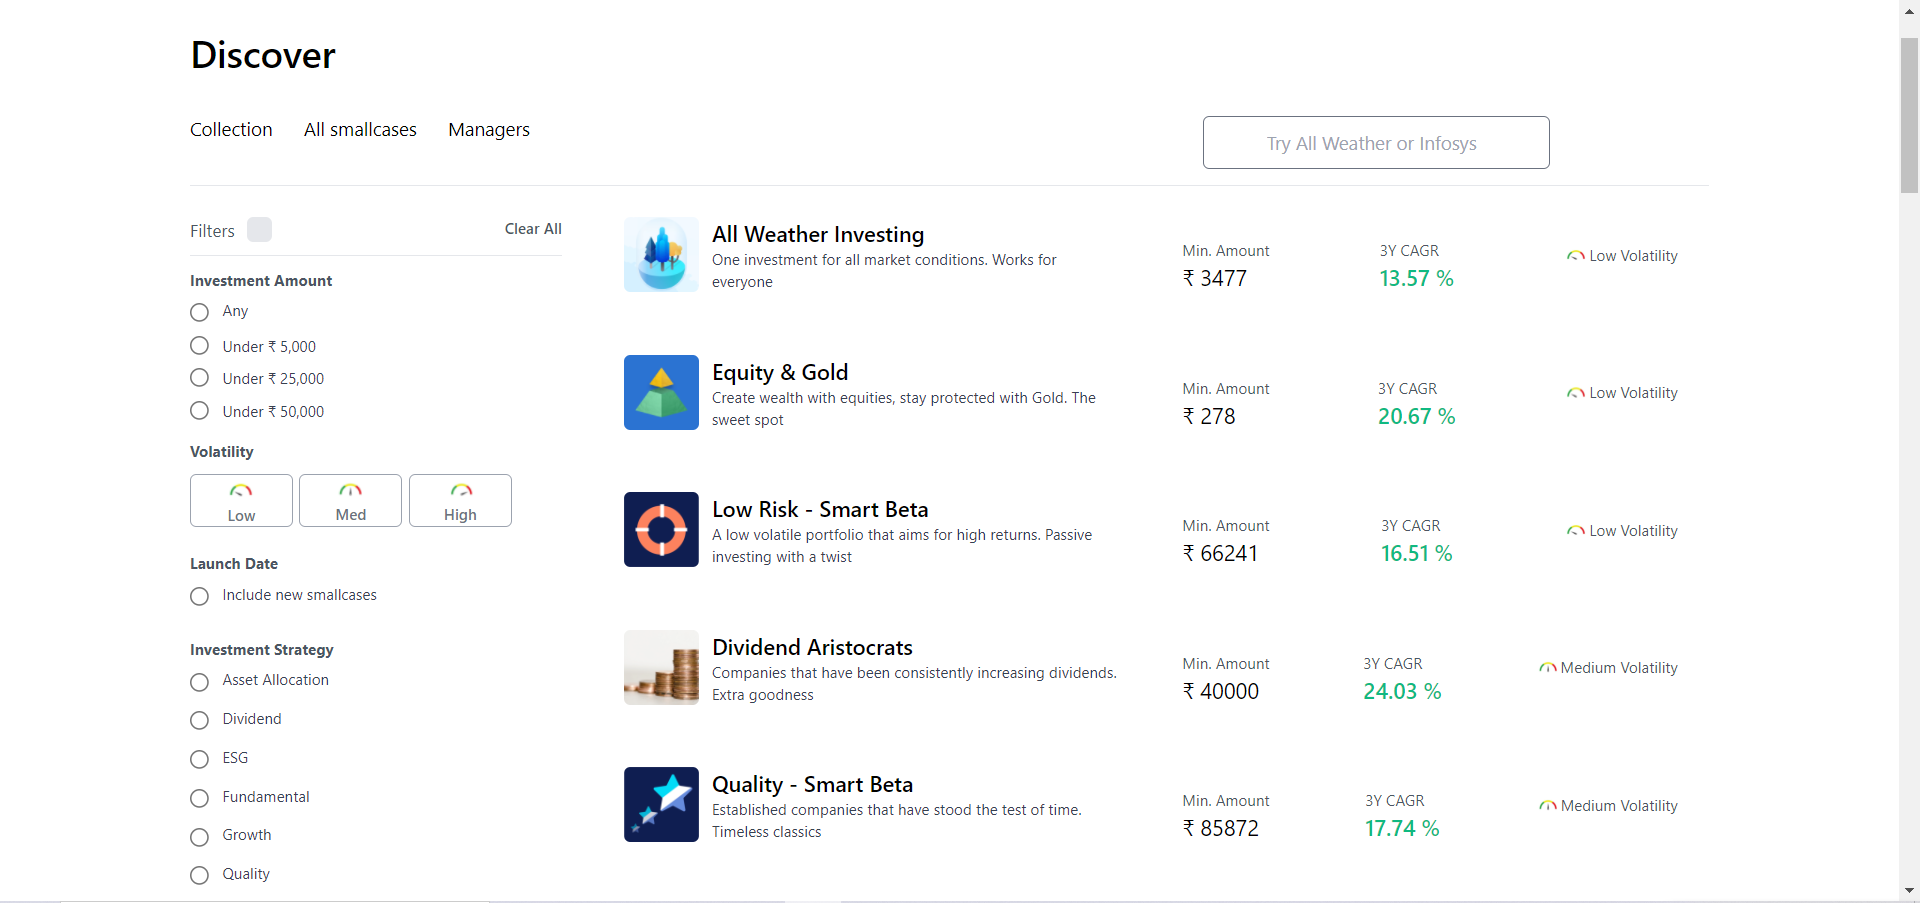 Discover
Collection All smallcases Managers
Try All Weather or Infosys
Filters
Clear All
Investment Amount
Any
Under ₹ 5,000
Under ₹ 25,000
Under ₹ 50,000
Volatility
Low Med High
Launch Date
Include new smallcases
Investment Strategy
Asset Allocation
Dividend
ESG
Fundamental
Growth
Quality
All Weather Investing
One investment for all market conditions. Works for
everyone
Min. Amount
₹ 3477
3Y CAGR
13.57 %
Low Volatility
Equity & Gold
Create wealth with equities, stay protected with Gold. The
sweet spot
Min. Amount
₹ 278
3Y CAGR
20.67 %
Low Volatility
Low Risk - Smart Beta
A low volatile portfolio that aims for high returns. Passive
investing with a twist
Min. Amount
₹ 66241
3Y CAGR
16.51 %
Low Volatility
Dividend Aristocrats
Companies that have been consistently increasing dividends.
Extra goodness
Min. Amount
₹ 40000
3Y CAGR
24.03 %
Medium Volatility
Quality - Smart Beta
Established companies that have stood the test of time.
Timeless classics
Min. Amount
₹ 85872
3Y CAGR
17.74 %
Medium Volatility